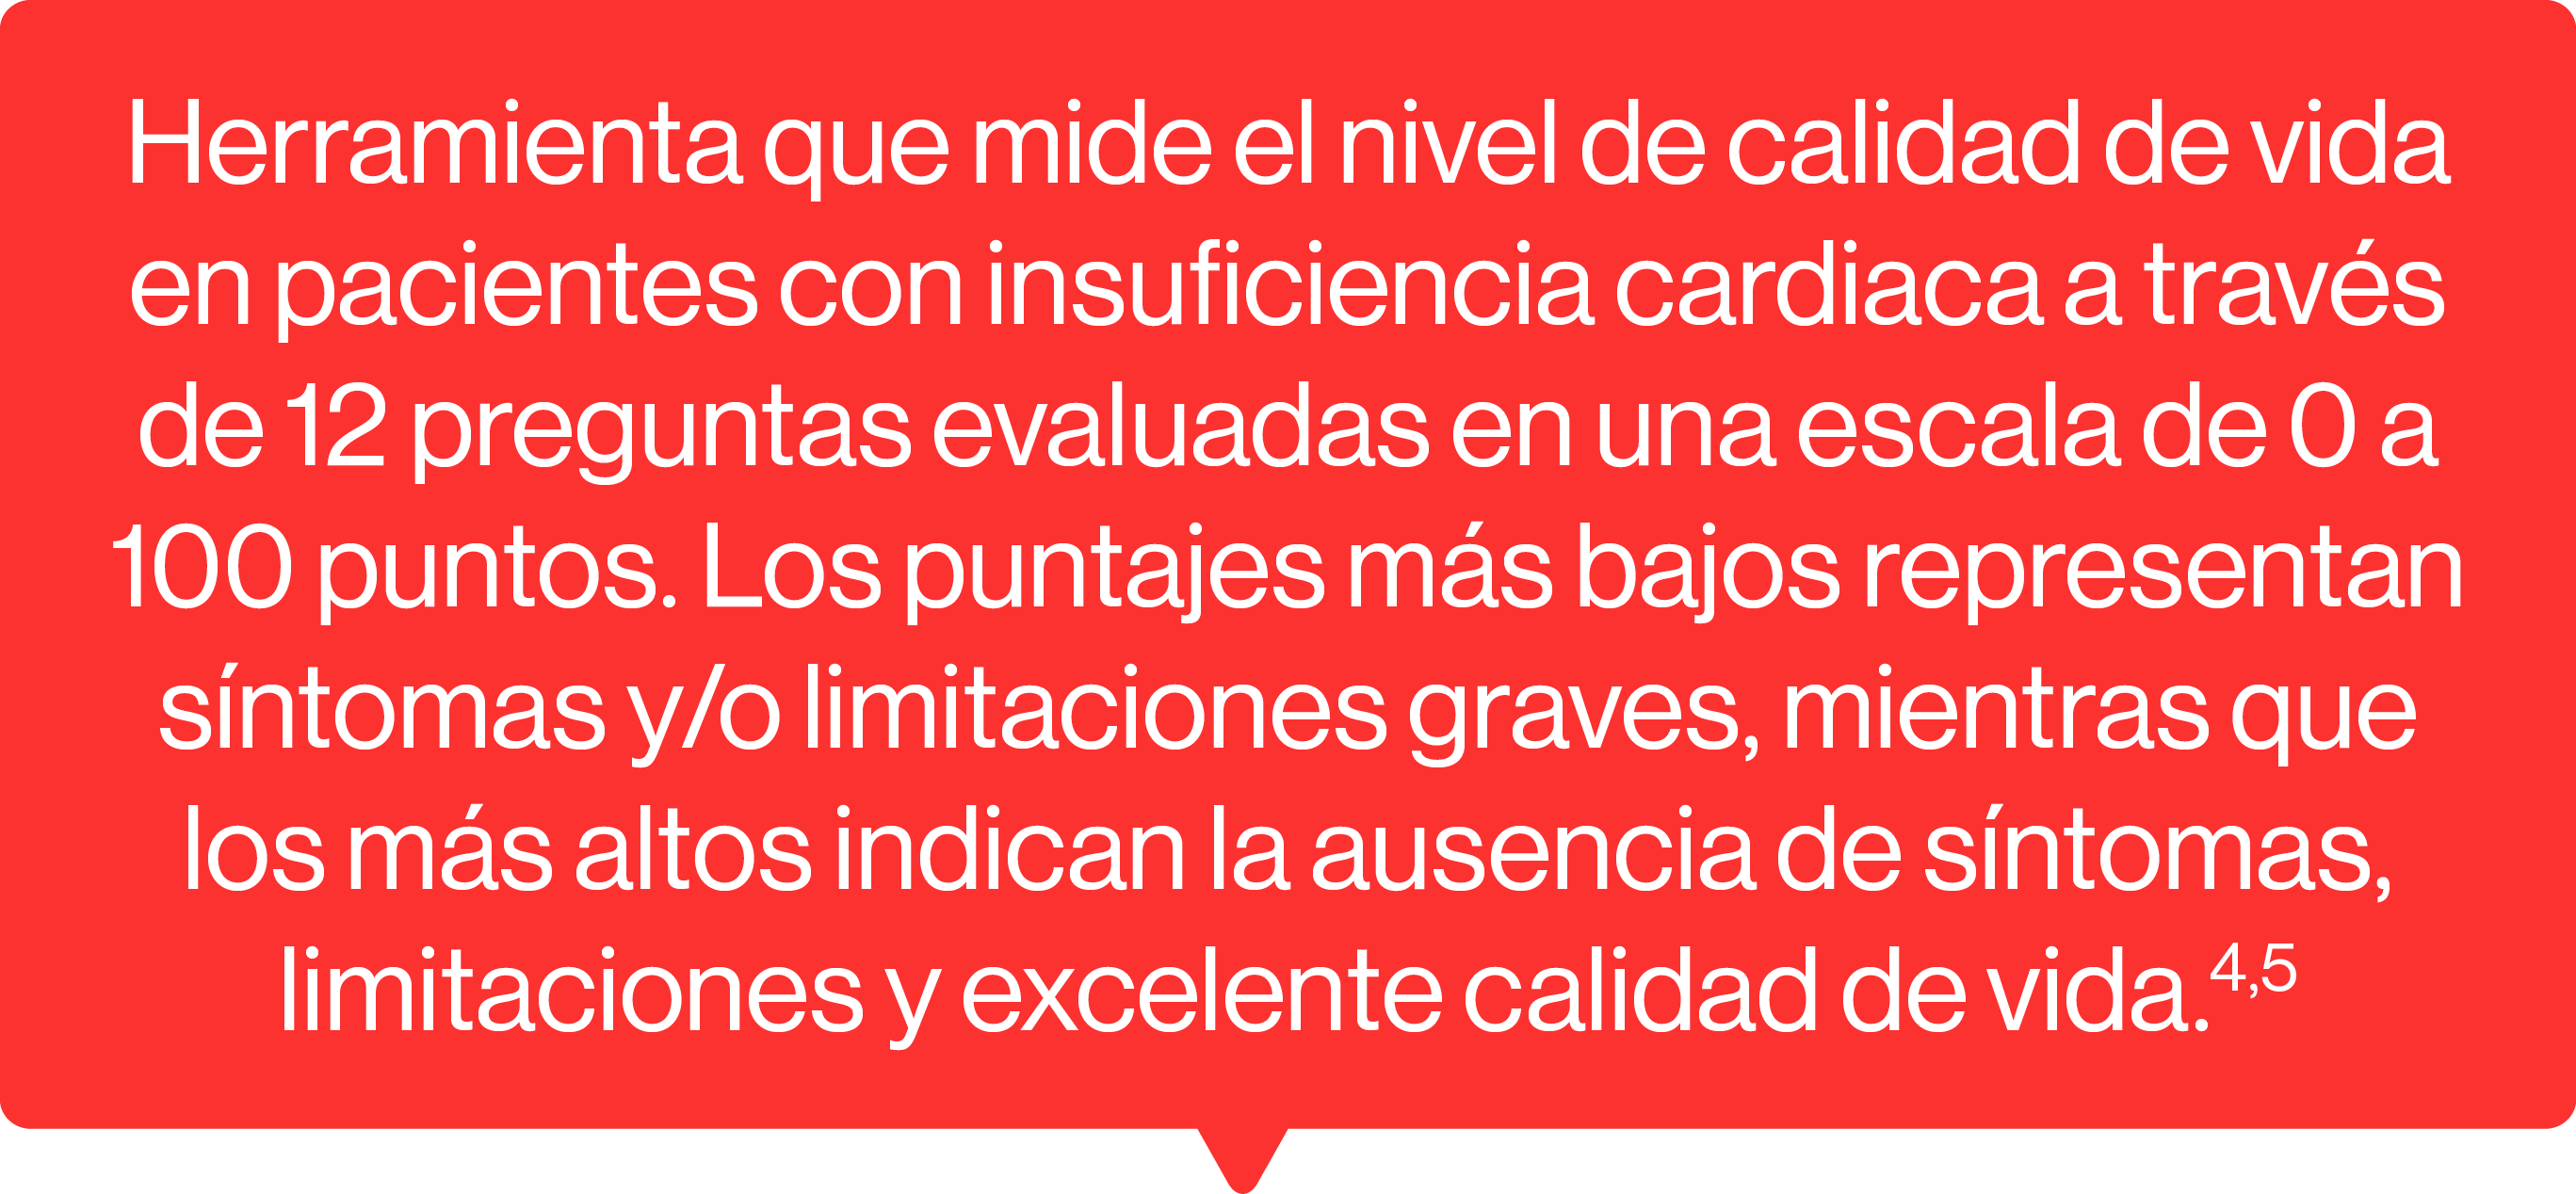 Herramienta que mide el nivel de calidad de vida
en pacientes con insuficiencia cardiaca a través
de 12 preguntas evaluadas en una escala de 0 a
100 puntos. Los puntajes más bajos representan
síntomas y/o limitaciones graves, mientras que
los más altos indican la ausencia de síntomas,
limitaciones y excelente calidad de vida.4,5